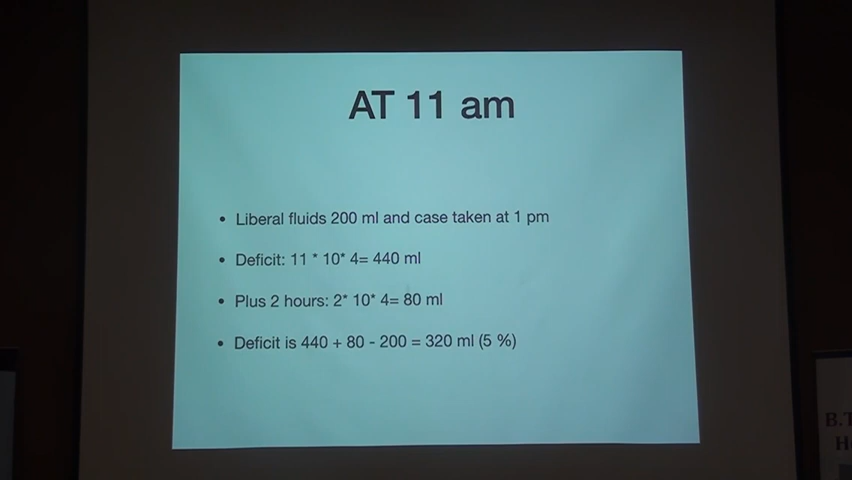 AT 11 am
• Liberal fluids 200 ml and case taken at 1 pm
• Deficit: 11 * 10* 4= 440 ml
• Plus 2 hours: 2* 10* 4= 80 ml
• Deficit is 440 + 80 - 200 = 320 ml (5 %)